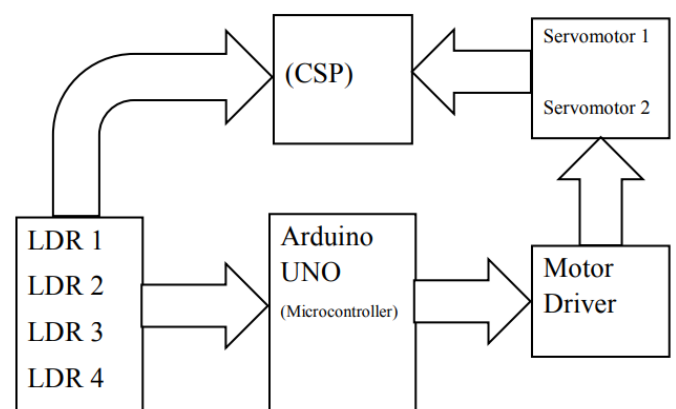 (CSP)
Servomotor 1
Servomotor 2
LDR 1
LDR 2
LDR 3
LDR 4
Arduino
UNO
(Microcontroller)
Motor
Driver